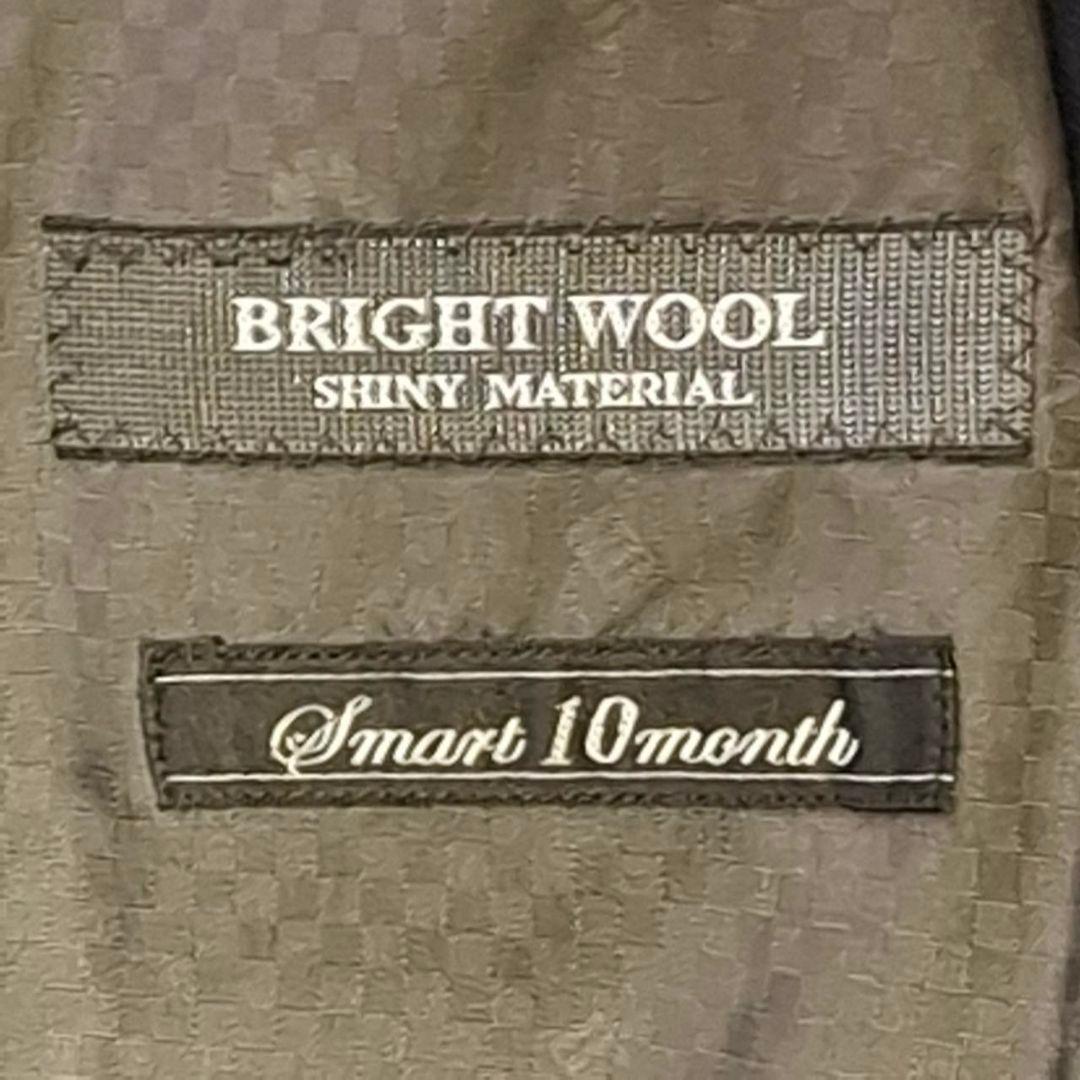 BRIGHT WOOL
SHINY MATERIAL
Smart 10month